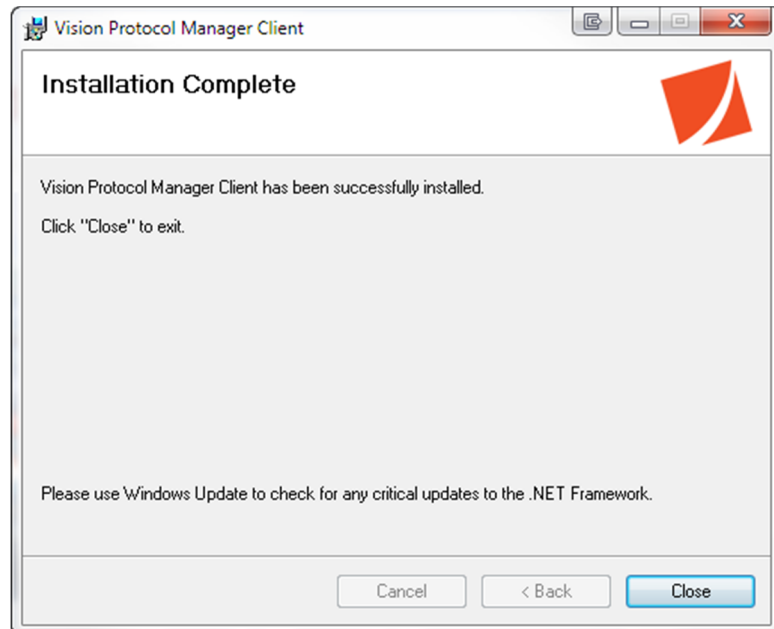 Vision Protocol Manager Client
Installation Complete
Vision Protocol Manager Client has been successfully installed.
Click "Close" to exit.
Please use Windows Update to check for any critical updates to the .NET Framework.
Cancel
< Back
Close